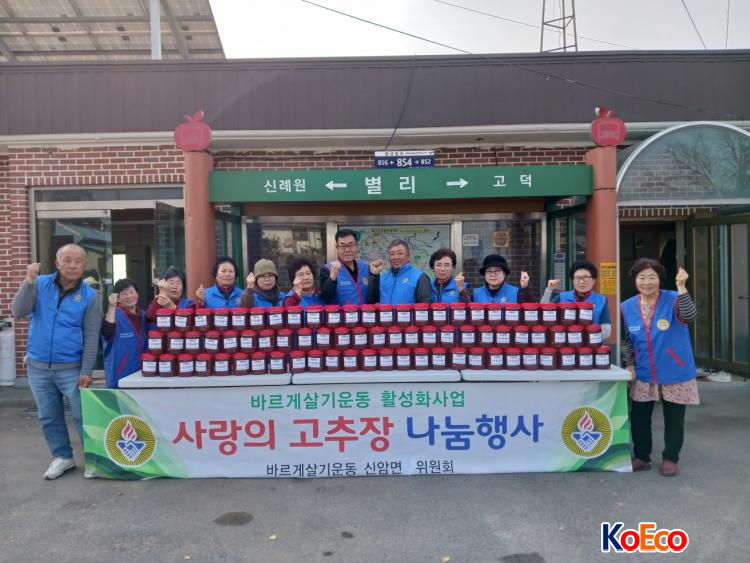 856 ← 854 → 852
신례원 ← 별리 → 고덕
바르게살기운동 활성화사업
사랑의 고추장 나눔행사
바르게살기운동 신암면 위원회
KoEco